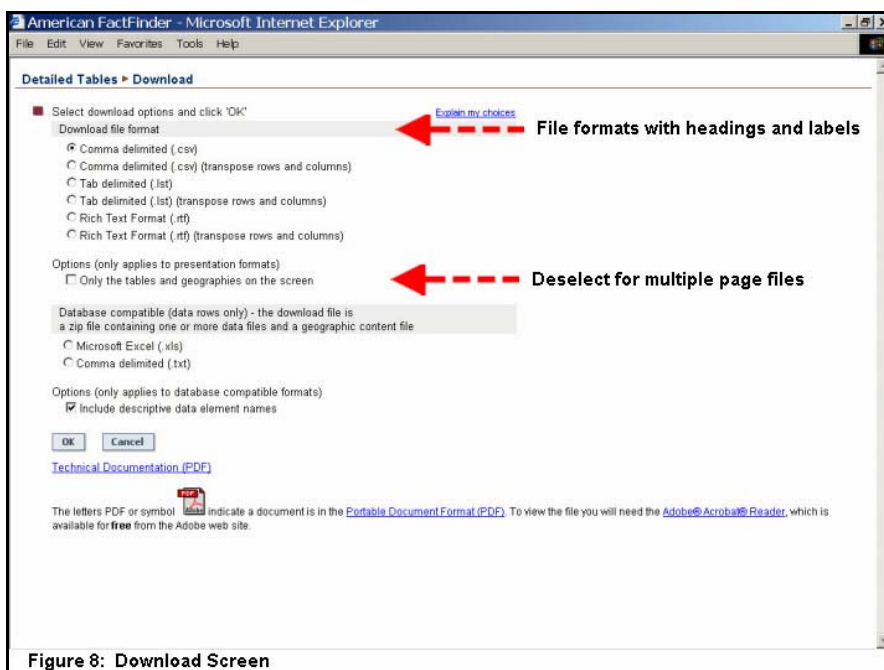 American FactFinder - Microsoft Internet Explorer
File Edit View Favorites Tools Help
Detailed Tables ▸ Download
Select download options and click 'OK' Explain my choices
Download file format
File formats with headings and labels
Comma delimited (.csv)
Comma delimited (.csv) (transpose rows and columns)
Tab delimited (.lst)
Tab delimited (.lst) (transpose rows and columns)
Rich Text Format (.rtf)
Rich Text Format (.rtf) (transpose rows and columns)
Options (only applies to presentation formats)
Only the tables and geographies on the screen
Deselect for multiple page files
Database compatible (data rows only) - the download file is
a zip file containing one or more data files and a geographic content file
Microsoft Excel (.xls)
Comma delimited (.txt)
Options (only applies to database compatible formats)
Include descriptive data element names
OK Cancel
Technical Documentation (PDF)
PDF
Adobe
The letters PDF or symbol indicate a document is in the Portable Document Format (PDF). To view the file you will need the Adobe® Acrobat® Reader, which is
available for free from the Adobe web site.
Figure 8: Download Screen